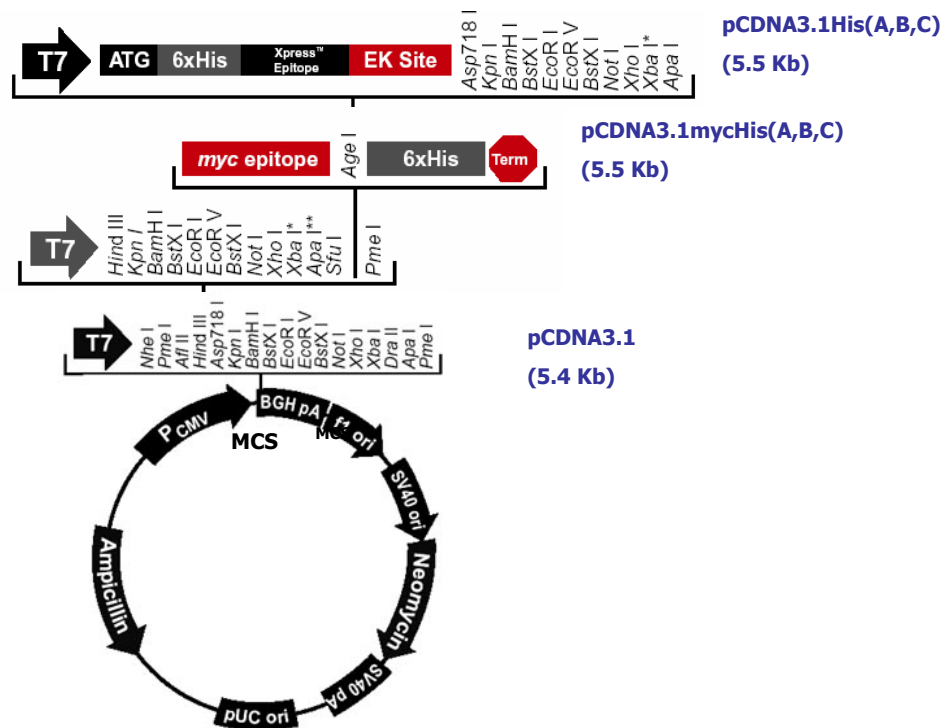 T7
ATG
6xHis
Xpress™
Epitope
EK Site
Asp718 I
Kpn I
BamH I
BstX I
EcoR I
EcoR V
BstX I
Not I
Xho I
Xba I*
Apa I
pCDNA3.1His(A,B,C)
(5.5 Kb)
myc epitope
Age I
6xHis
Term
pCDNA3.1mycHis(A,B,C)
(5.5 Kb)
T7
Hind III
Kpn I
BamH I
BstX I
EcoR I
EcoR V
BstX I
Not I
Xho I
Xba I*
Apa I**
Sfu I
Pme I
T7
Nhe I
Pme I
Afl II
Hind III
Asp718 I
Kpn I
BamH I
BstX I
EcoR I
EcoR V
BstX I
Not I
Xho I
Xba I
Dra II
Apa I
Pme I
pCDNA3.1
(5.4 Kb)
P CMV
BGH pA
f1 ori
MCS
SV40 ori
Neomycin
SV40 pA
pUC ori
Ampicillin